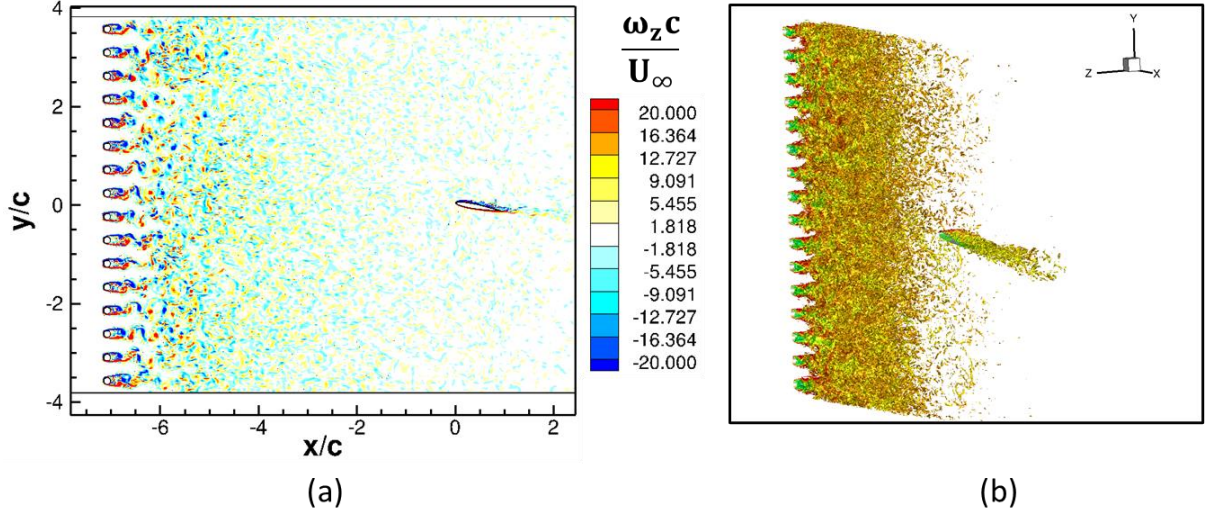 4
2
0
-2
-4
y/c
-6
-4
-2
0
2
x/c
ω_z c
U_∞
20.000
16.364
12.727
9.091
5.455
1.818
-1.818
-5.455
-9.091
-12.727
-16.364
-20.000
Y
Z
X
(a)
(b)